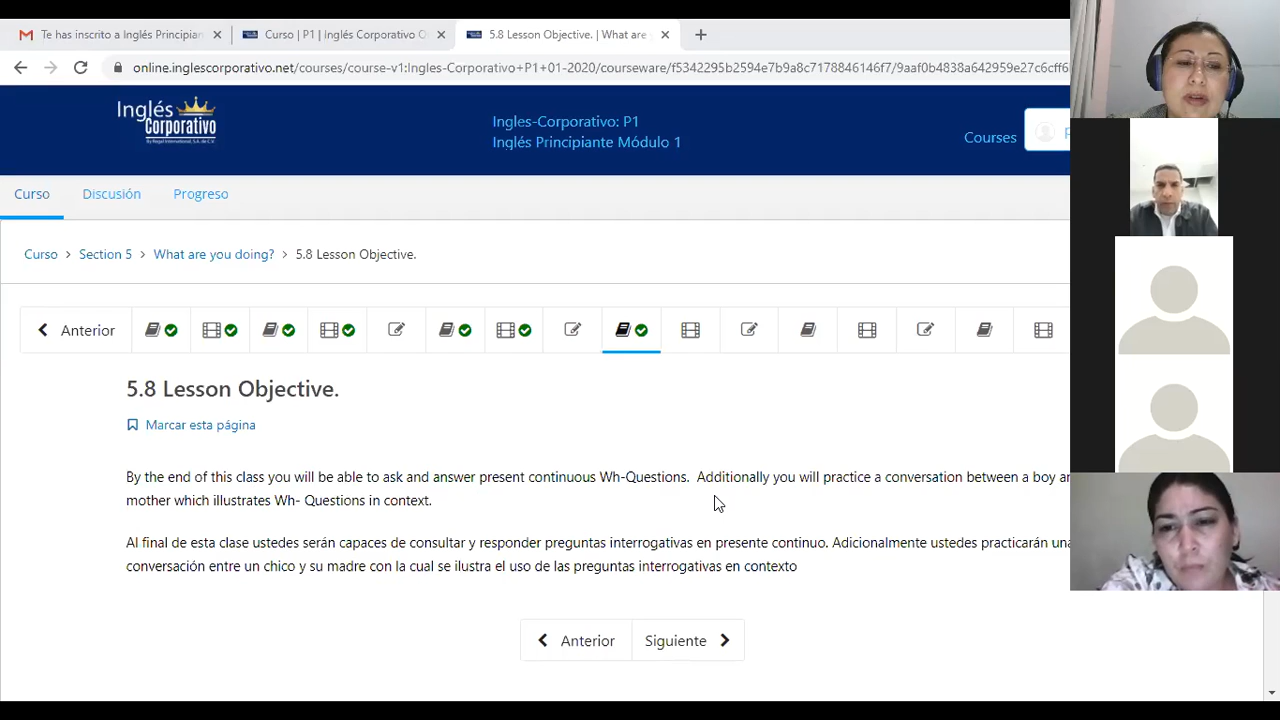 Te has inscrito a Inglés Principian
Curso | P1 | inglés Corporativo O
5.8 Lesson Objective. | What are
online.inglescorporativo.net/courses/course-v1:Ingles-Corporativo+P1+01-2020/courseware/f5342295b2594e7b9a8c7178846146f7/9aaf0b4838a642959e27c6cff6
Inglés
Corporativo
By Regal International, S.A. de C.V.
Ingles-Corporativo: P1
Inglés Principiante Módulo 1
Courses
Curso Discusión Progreso
Curso > Section 5 > What are you doing? > 5.8 Lesson Objective.
Anterior
5.8 Lesson Objective.
Marcar esta página
By the end of this class you will be able to ask and answer present continuous Wh-Questions. Additionally you will practice a conversation between a boy
mother which illustrates Wh- Questions in context.
Al final de esta clase ustedes serán capaces de consultar y responder preguntas interrogativas en presente continuo. Adicionalmente ustedes practicarán
conversación entre un chico y su madre con la cual se ilustra el uso de las preguntas interrogativas en contexto
Anterior Siguiente